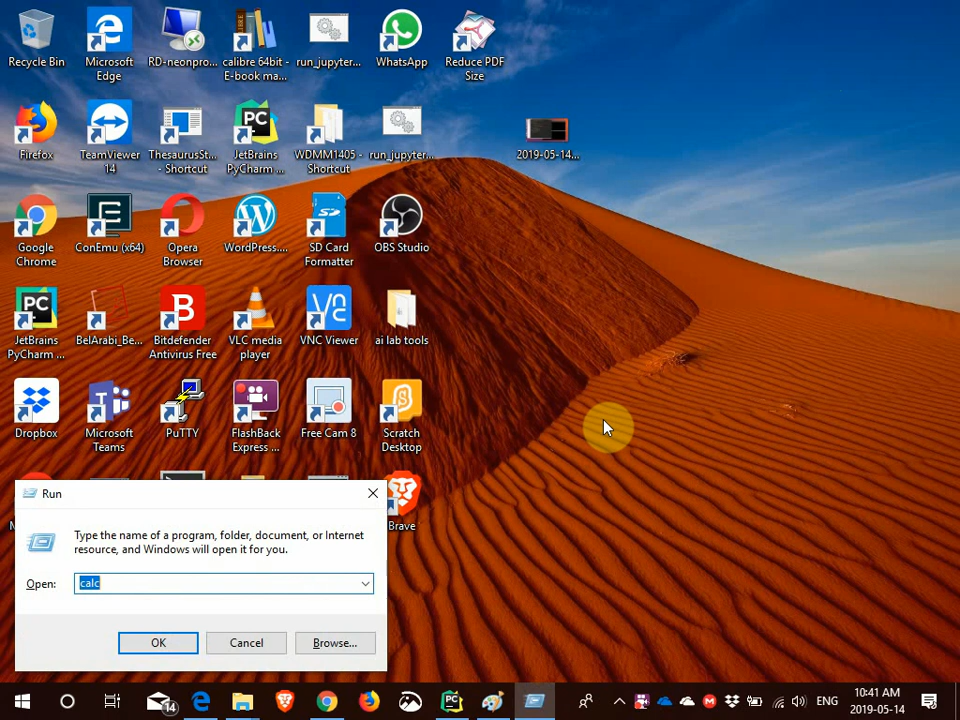 Recycle Bin
Microsoft
Edge
RD-neonpro...
calibre 64bit -
E-book ma...
run_jupyter...
WhatsApp
Reduce PDF
Size
Firefox
TeamViewer
14
ThesaurusSt...
- Shortcut
JetBrains
PyCharm ...
WDMM1405 -
Shortcut
run_jupyter...
2019-05-14...
Google
Chrome
ConEmu (x64)
Opera
Browser
WordPress....
SD Card
Formatter
OBS Studio
JetBrains
PyCharm ...
BelArabi_Be...
Bitdefender
Antivirus Free
VLC media
player
VNC Viewer
ai lab tools
Dropbox
Microsoft
Teams
PuTTY
FlashBack
Express ...
Free Cam 8
Scratch
Desktop
Brave
Run
Type the name of a program, folder, document, or Internet
resource, and Windows will open it for you.
Open:
calc
OK
Cancel
Browse...
14
ENG
10:41 AM
2019-05-14